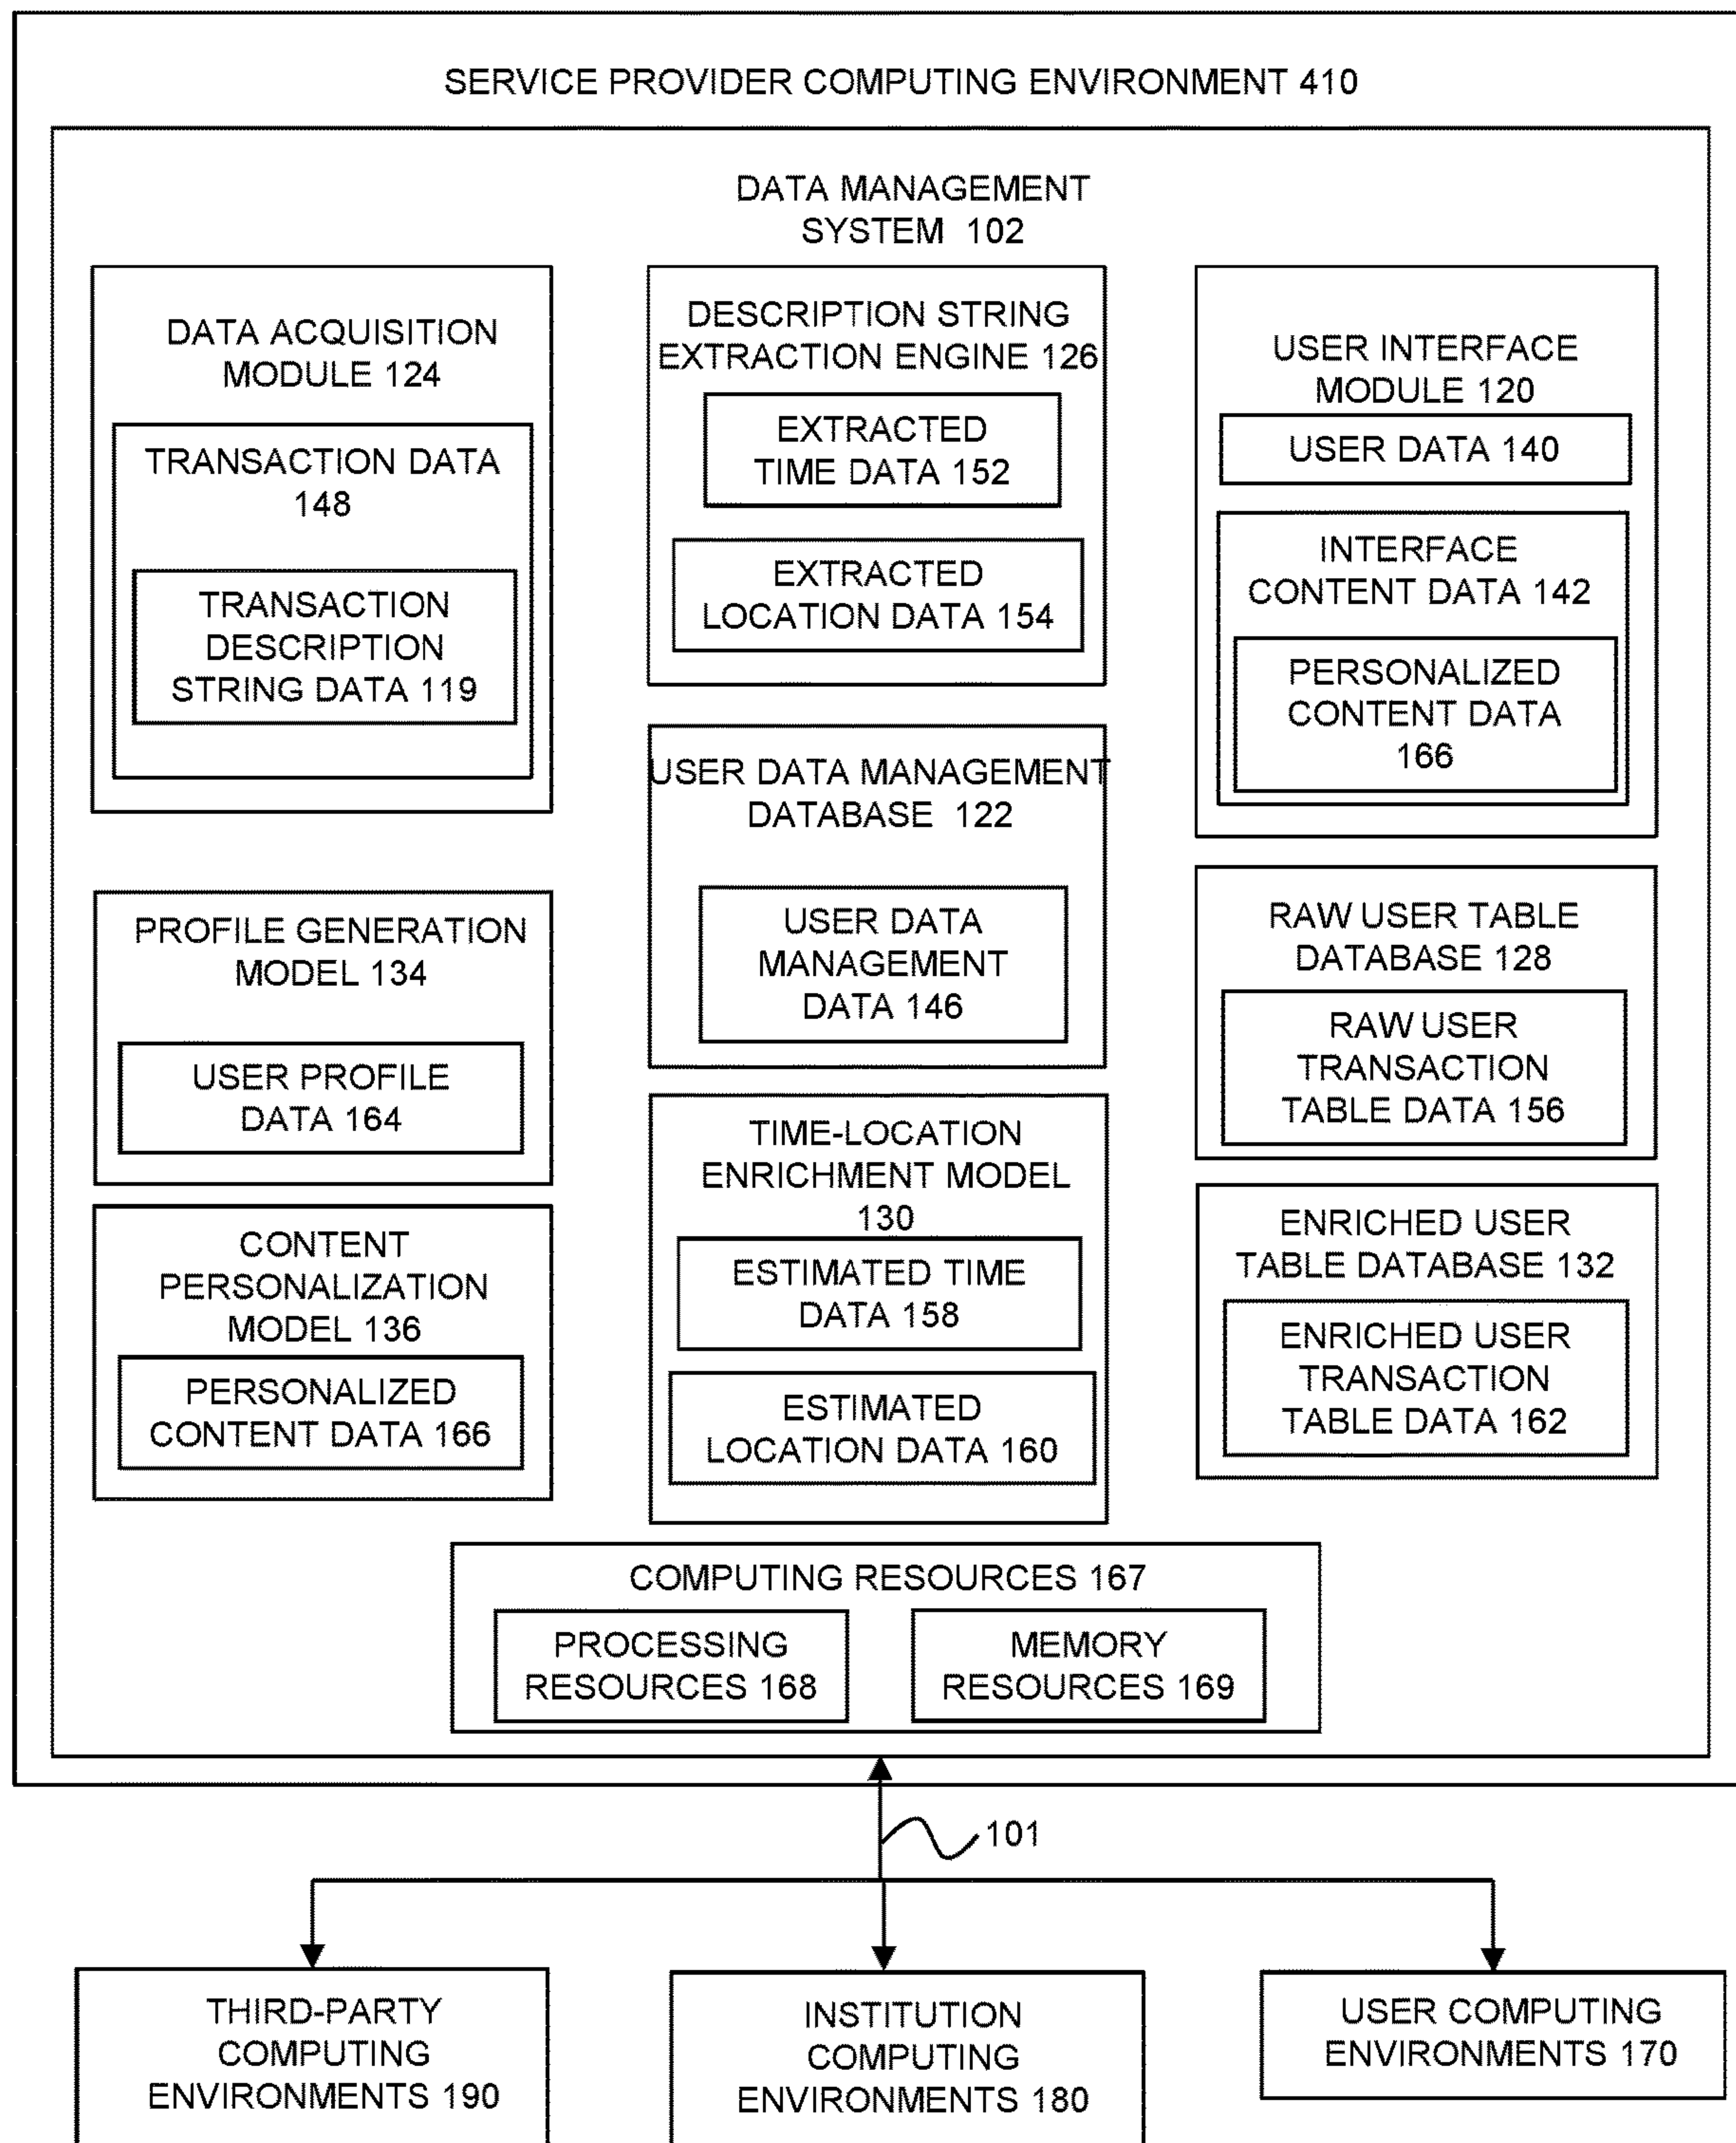 SERVICE PROVIDER COMPUTING ENVIRONMENT 410
DATA MANAGEMENT
SYSTEM 102
DATA ACQUISITION
MODULE 124
TRANSACTION DATA
148
TRANSACTION
DESCRIPTION
STRING DATA 119
DESCRIPTION STRING
EXTRACTION ENGINE 126
EXTRACTED
TIME DATA 152
EXTRACTED
LOCATION DATA 154
USER INTERFACE
MODULE 120
USER DATA 140
INTERFACE
CONTENT DATA 142
PERSONALIZED
CONTENT DATA
166
USER DATA MANAGEMENT
DATABASE 122
USER DATA
MANAGEMENT
DATA 146
PROFILE GENERATION
MODEL 134
USER PROFILE
DATA 164
RAW USER TABLE
DATABASE 128
RAW USER
TRANSACTION
TABLE DATA 156
TIME-LOCATION
ENRICHMENT MODEL
130
ESTIMATED TIME
DATA 158
ESTIMATED
LOCATION DATA 160
CONTENT
PERSONALIZATION
MODEL 136
PERSONALIZED
CONTENT DATA 166
ENRICHED USER
TABLE DATABASE 132
ENRICHED USER
TRANSACTION
TABLE DATA 162
COMPUTING RESOURCES 167
PROCESSING
RESOURCES 168
MEMORY
RESOURCES 169
101
THIRD-PARTY
COMPUTING
ENVIRONMENTS 190
INSTITUTION
COMPUTING
ENVIRONMENTS 180
USER COMPUTING
ENVIRONMENTS 170